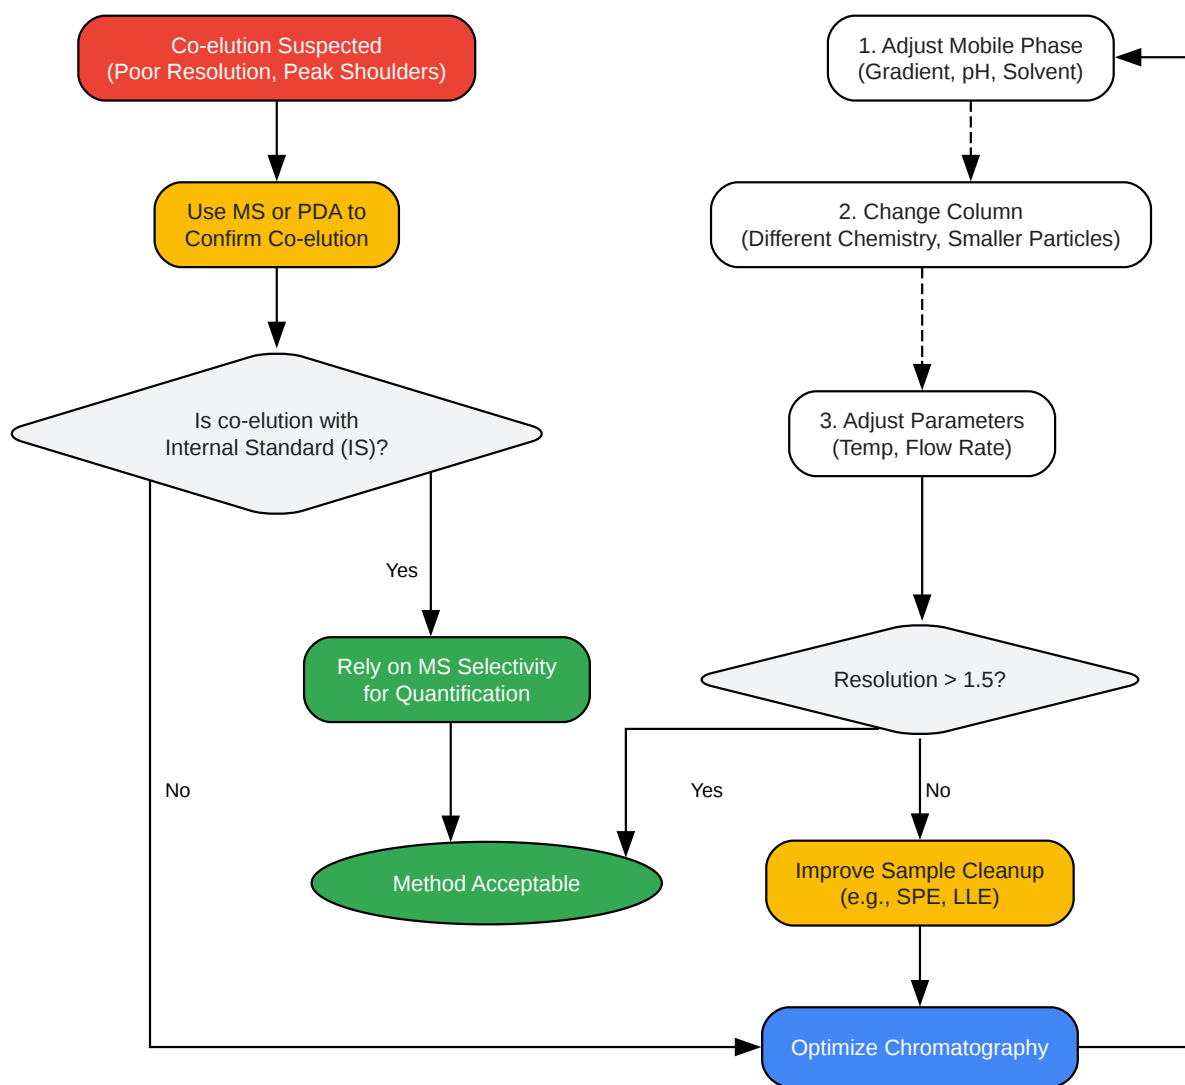 Co-elution Suspected
(Poor Resolution, Peak Shoulders)
Use MS or PDA to
Confirm Co-elution
Is co-elution with
Internal Standard (IS)?
Yes
No
Rely on MS Selectivity
for Quantification
Method Acceptable
1. Adjust Mobile Phase
(Gradient, pH, Solvent)
2. Change Column
(Different Chemistry, Smaller Particles)
3. Adjust Parameters
(Temp, Flow Rate)
Resolution > 1.5?
Yes
No
Improve Sample Cleanup
(e.g., SPE, LLE)
Optimize Chromatography